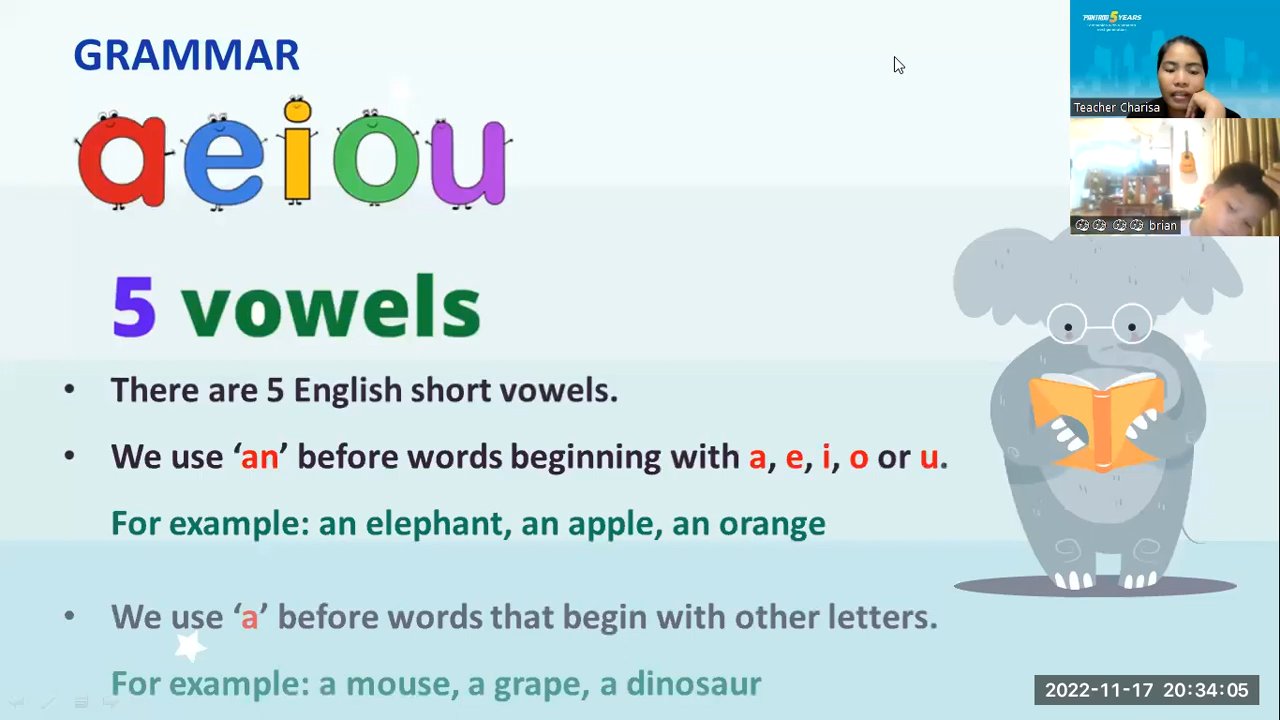 GRAMMAR
aeiou
5 vowels
• There are 5 English short vowels.
• We use ‘an’ before words beginning with a, e, i, o or u.
For example: an elephant, an apple, an orange
• We use ‘a’ before words that begin with other letters.
For example: a mouse, a grape, a dinosaur
5 YEARS
Teacher Charisa
brian
2022-11-17 20:34:05